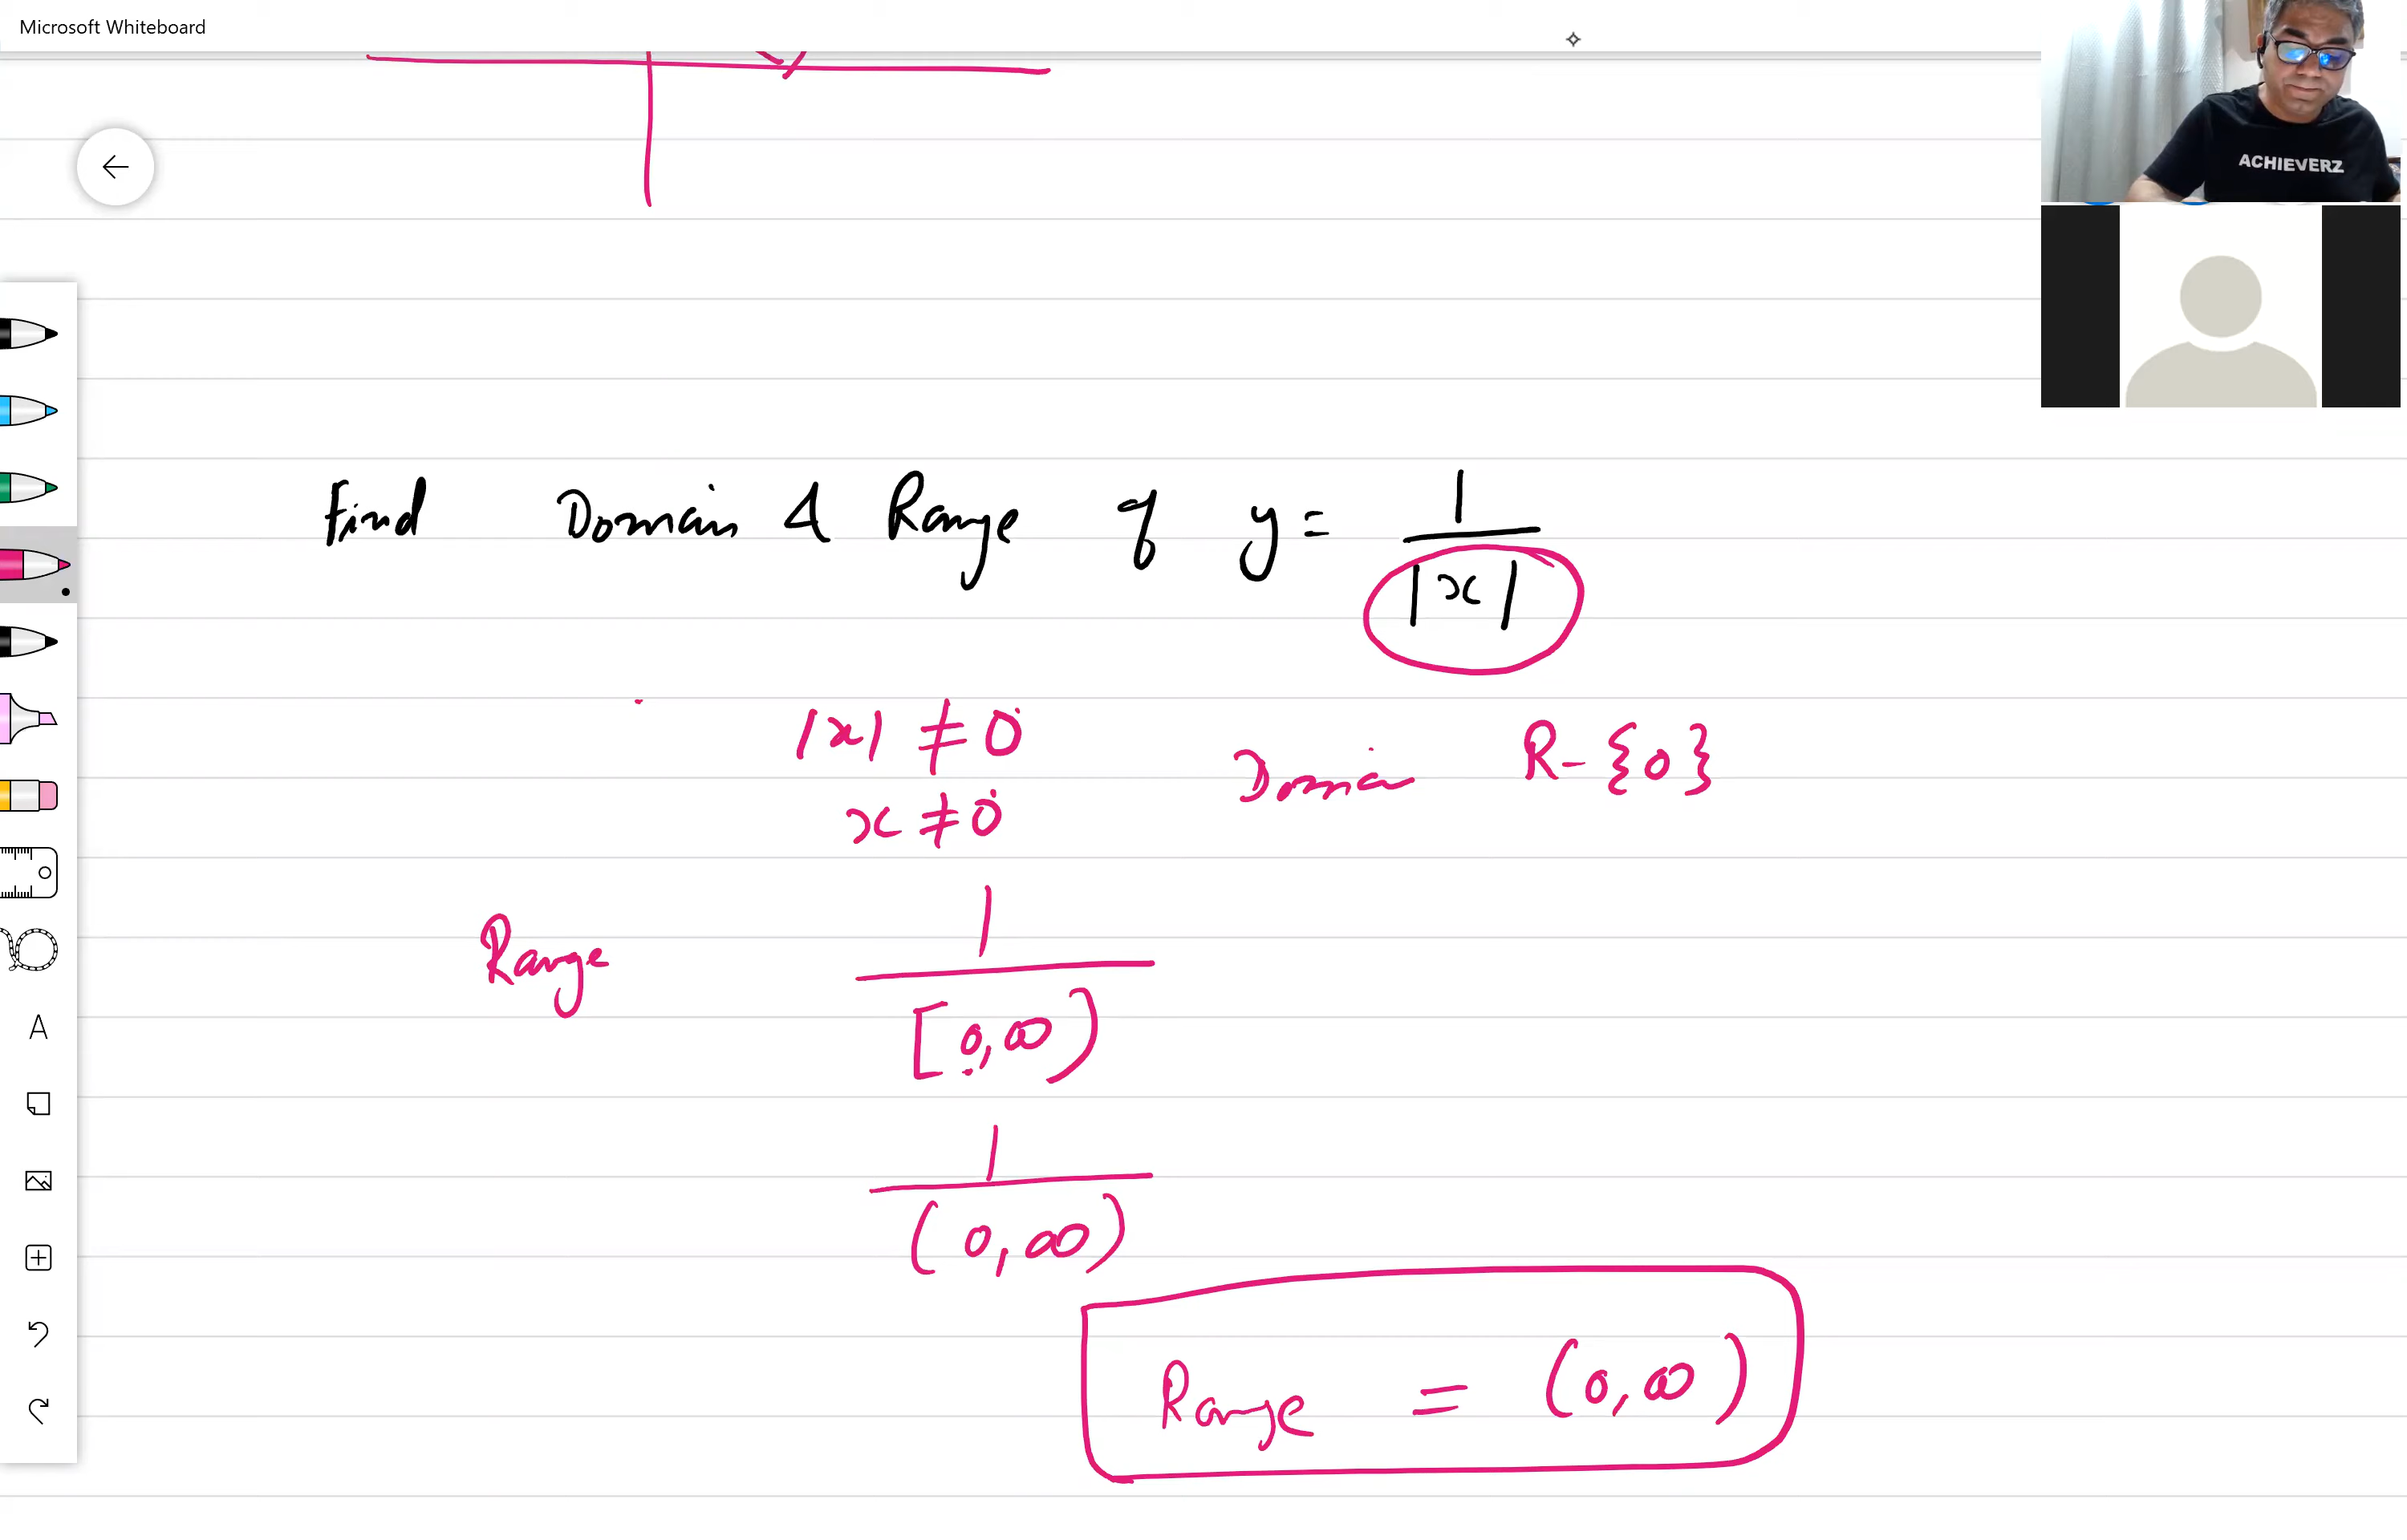 Microsoft Whiteboard
ACHIEVERZ
Find Domain & Range of y = 1/|x|
|x| ≠ 0
x ≠ 0
Domain R-{0}
Range 1/[0,∞)
1/(0,∞)
Range = (0,∞)
A